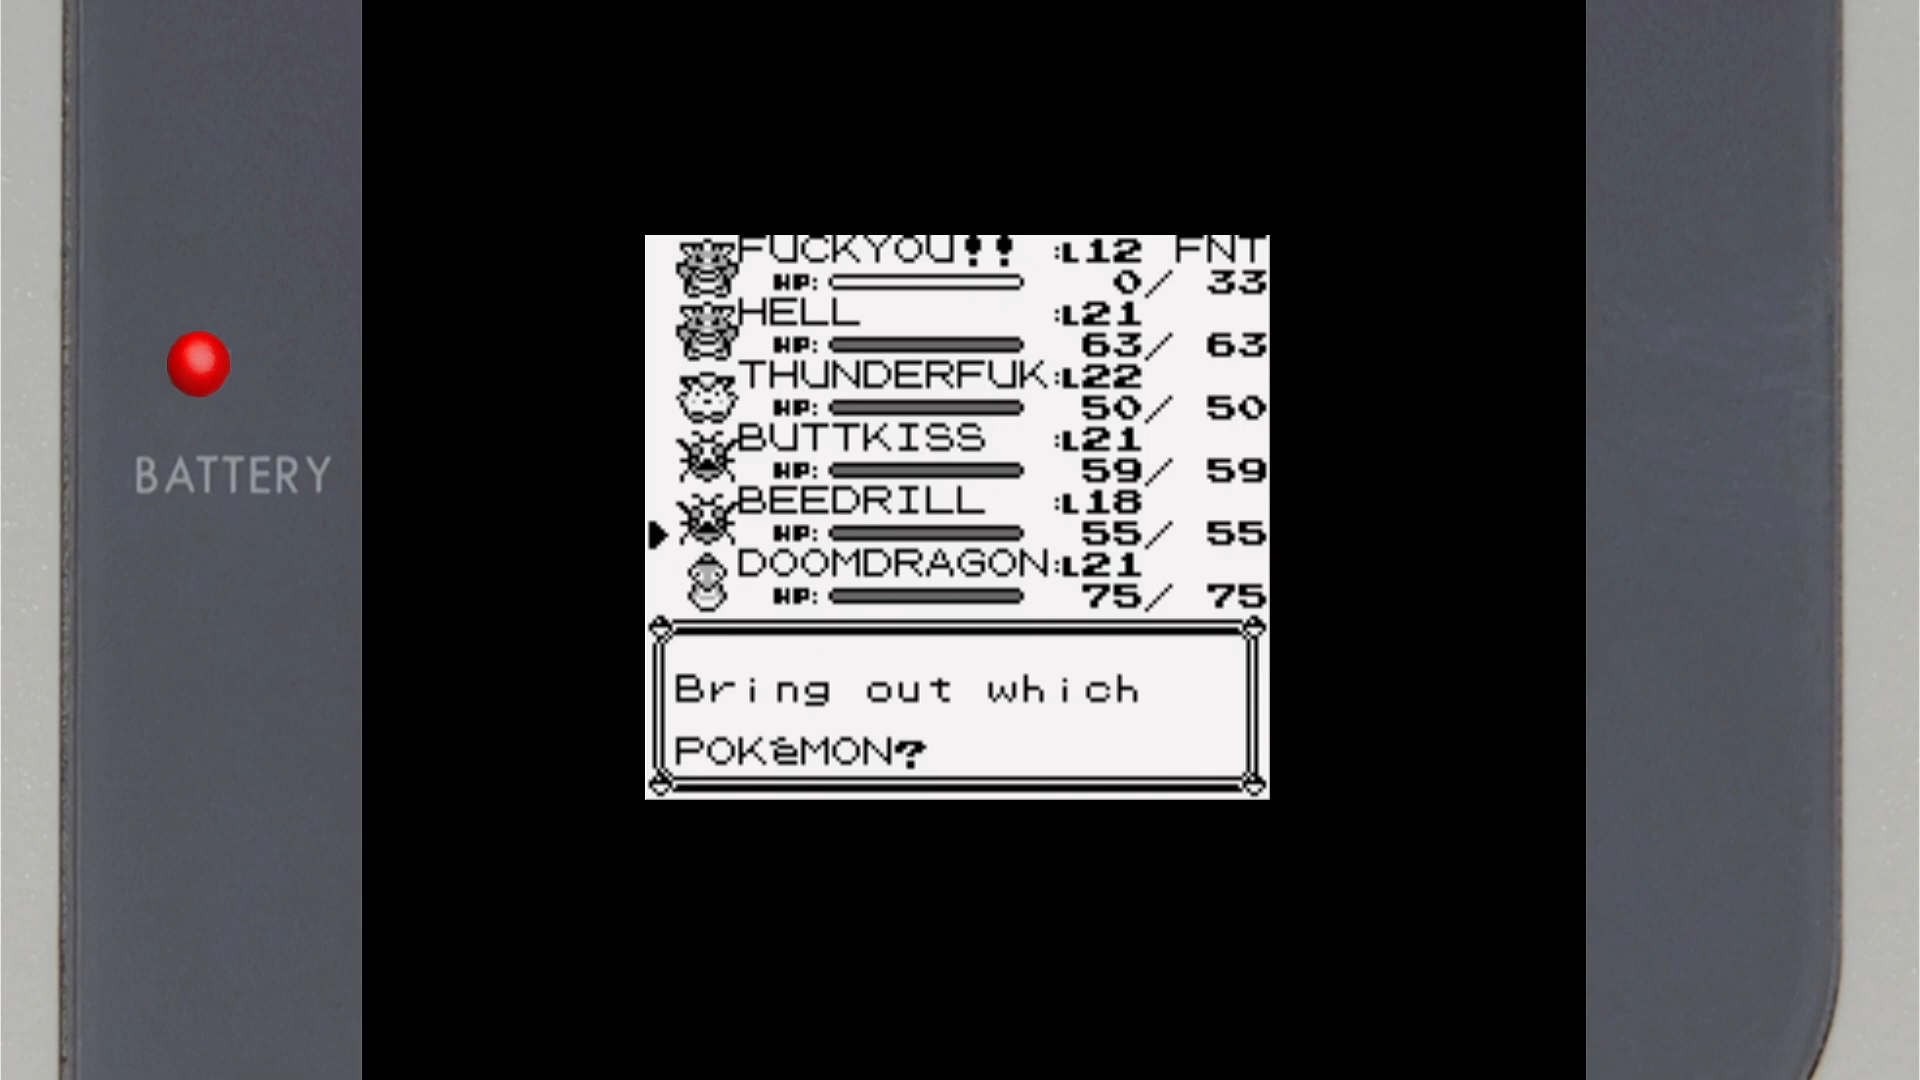 FUCKYOU!! :L12 FNT
HP: 0/ 33
HELL :L21
HP: 63/ 63
THUNDERFUK:L22
HP: 50/ 50
BUTTKISS :L21
HP: 59/ 59
BEEDRILL :L18
HP: 55/ 55
DOOMDRAGON:L21
HP: 75/ 75
Bring out which
POKéMON?
BATTERY